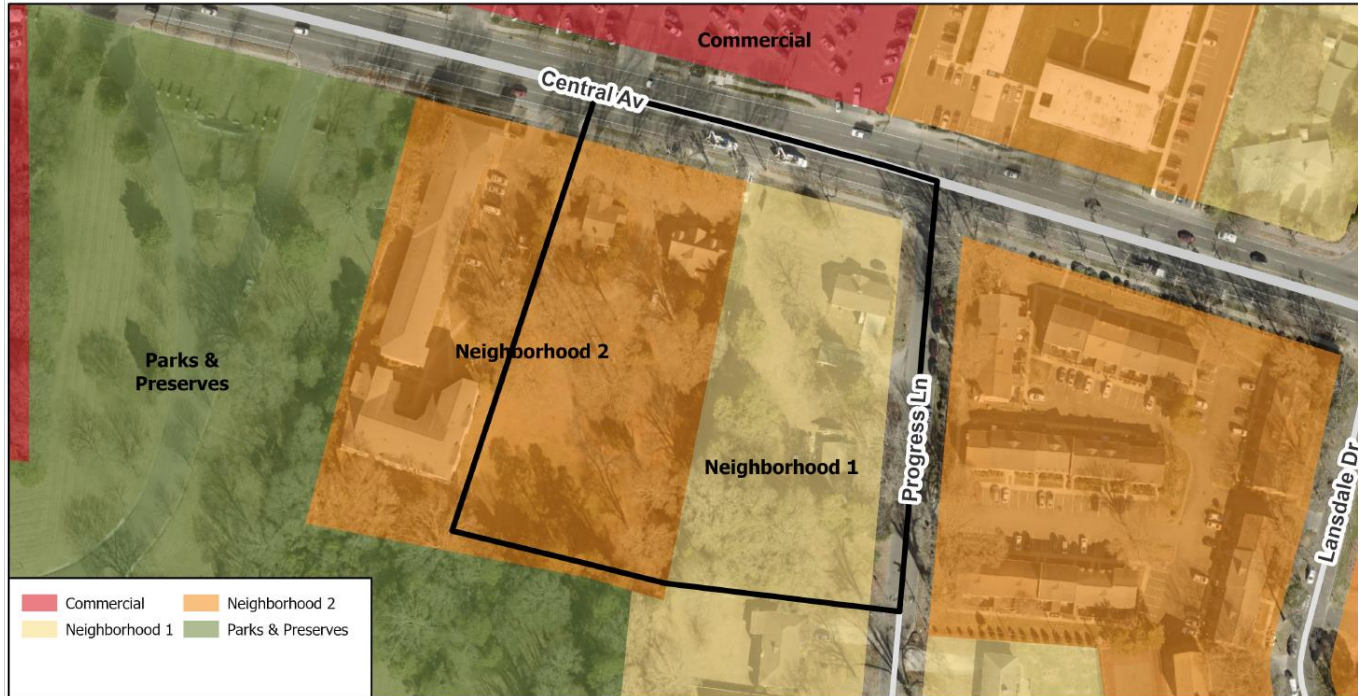 Commercial
Central Av
Parks &
Preserves
Neighborhood 2
Neighborhood 1
Progress Ln
Lansdale Dr
Commercial
Neighborhood 2
Neighborhood 1
Parks & Preserves